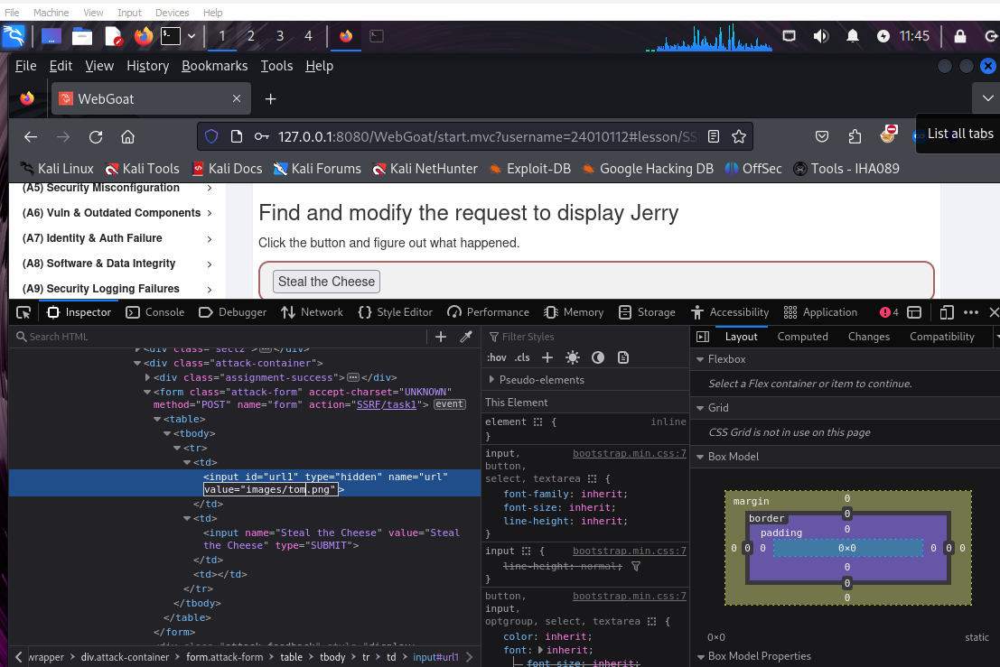 File Machine View Input Devices Help
1 2 3 4 11:45
File Edit View History Bookmarks Tools Help
WebGoat
127.0.0.1:8080/WebGoat/start.mvc?username=24010112#lesson/SS
List all tabs
Kali Linux Kali Tools Kali Docs Kali Forums Kali NetHunter Exploit-DB Google Hacking DB OffSec Tools - IHA089
(A5) Security Misconfiguration
(A6) Vuln & Outdated Components
(A7) Identity & Auth Failure
(A8) Software & Data Integrity
(A9) Security Logging Failures
Find and modify the request to display Jerry
Click the button and figure out what happened.
Steal the Cheese
Inspector Console Debugger Network Style Editor Performance Memory Storage Accessibility Application 4
Search HTML
<div class="sect2"></div>
<div class="attack-container">
<div class="assignment-success"></div>
<form class="attack-form" accept-charset="UNKNOWN"
method="POST" name="form" action="SSRF/task1"> event
<table>
<tbody>
<tr>
<td>
<input id="url1" type="hidden" name="url"
value="images/tom.png">
</td>
<td>
<input name="Steal the Cheese" value="Steal
the Cheese" type="SUBMIT">
</td>
<td></td>
</tr>
</tbody>
</table>
</form>
<div class="attack-feedback" style="display:
wrapper div.attack-container form.attack-form table tbody tr td input#url1
Filter Styles
:hov .cls
Pseudo-elements
This Element
element { inline
}
input, bootstrap.min.css:7
button,
select, textarea {
font-family: inherit;
font-size: inherit;
line-height: inherit;
}
input { bootstrap.min.css:7
line-height: normal;
}
button, bootstrap.min.css:7
input,
optgroup, select, textarea {
color: inherit;
font: inherit;
font-size: inherit;
Layout Computed Changes Compatibility
Flexbox
Select a Flex container or item to continue.
Grid
CSS Grid is not in use on this page
Box Model
margin 0
border 0
padding 0
0 0 0 0×0 0 0 0
0
0
0
0×0 static
Box Model Properties